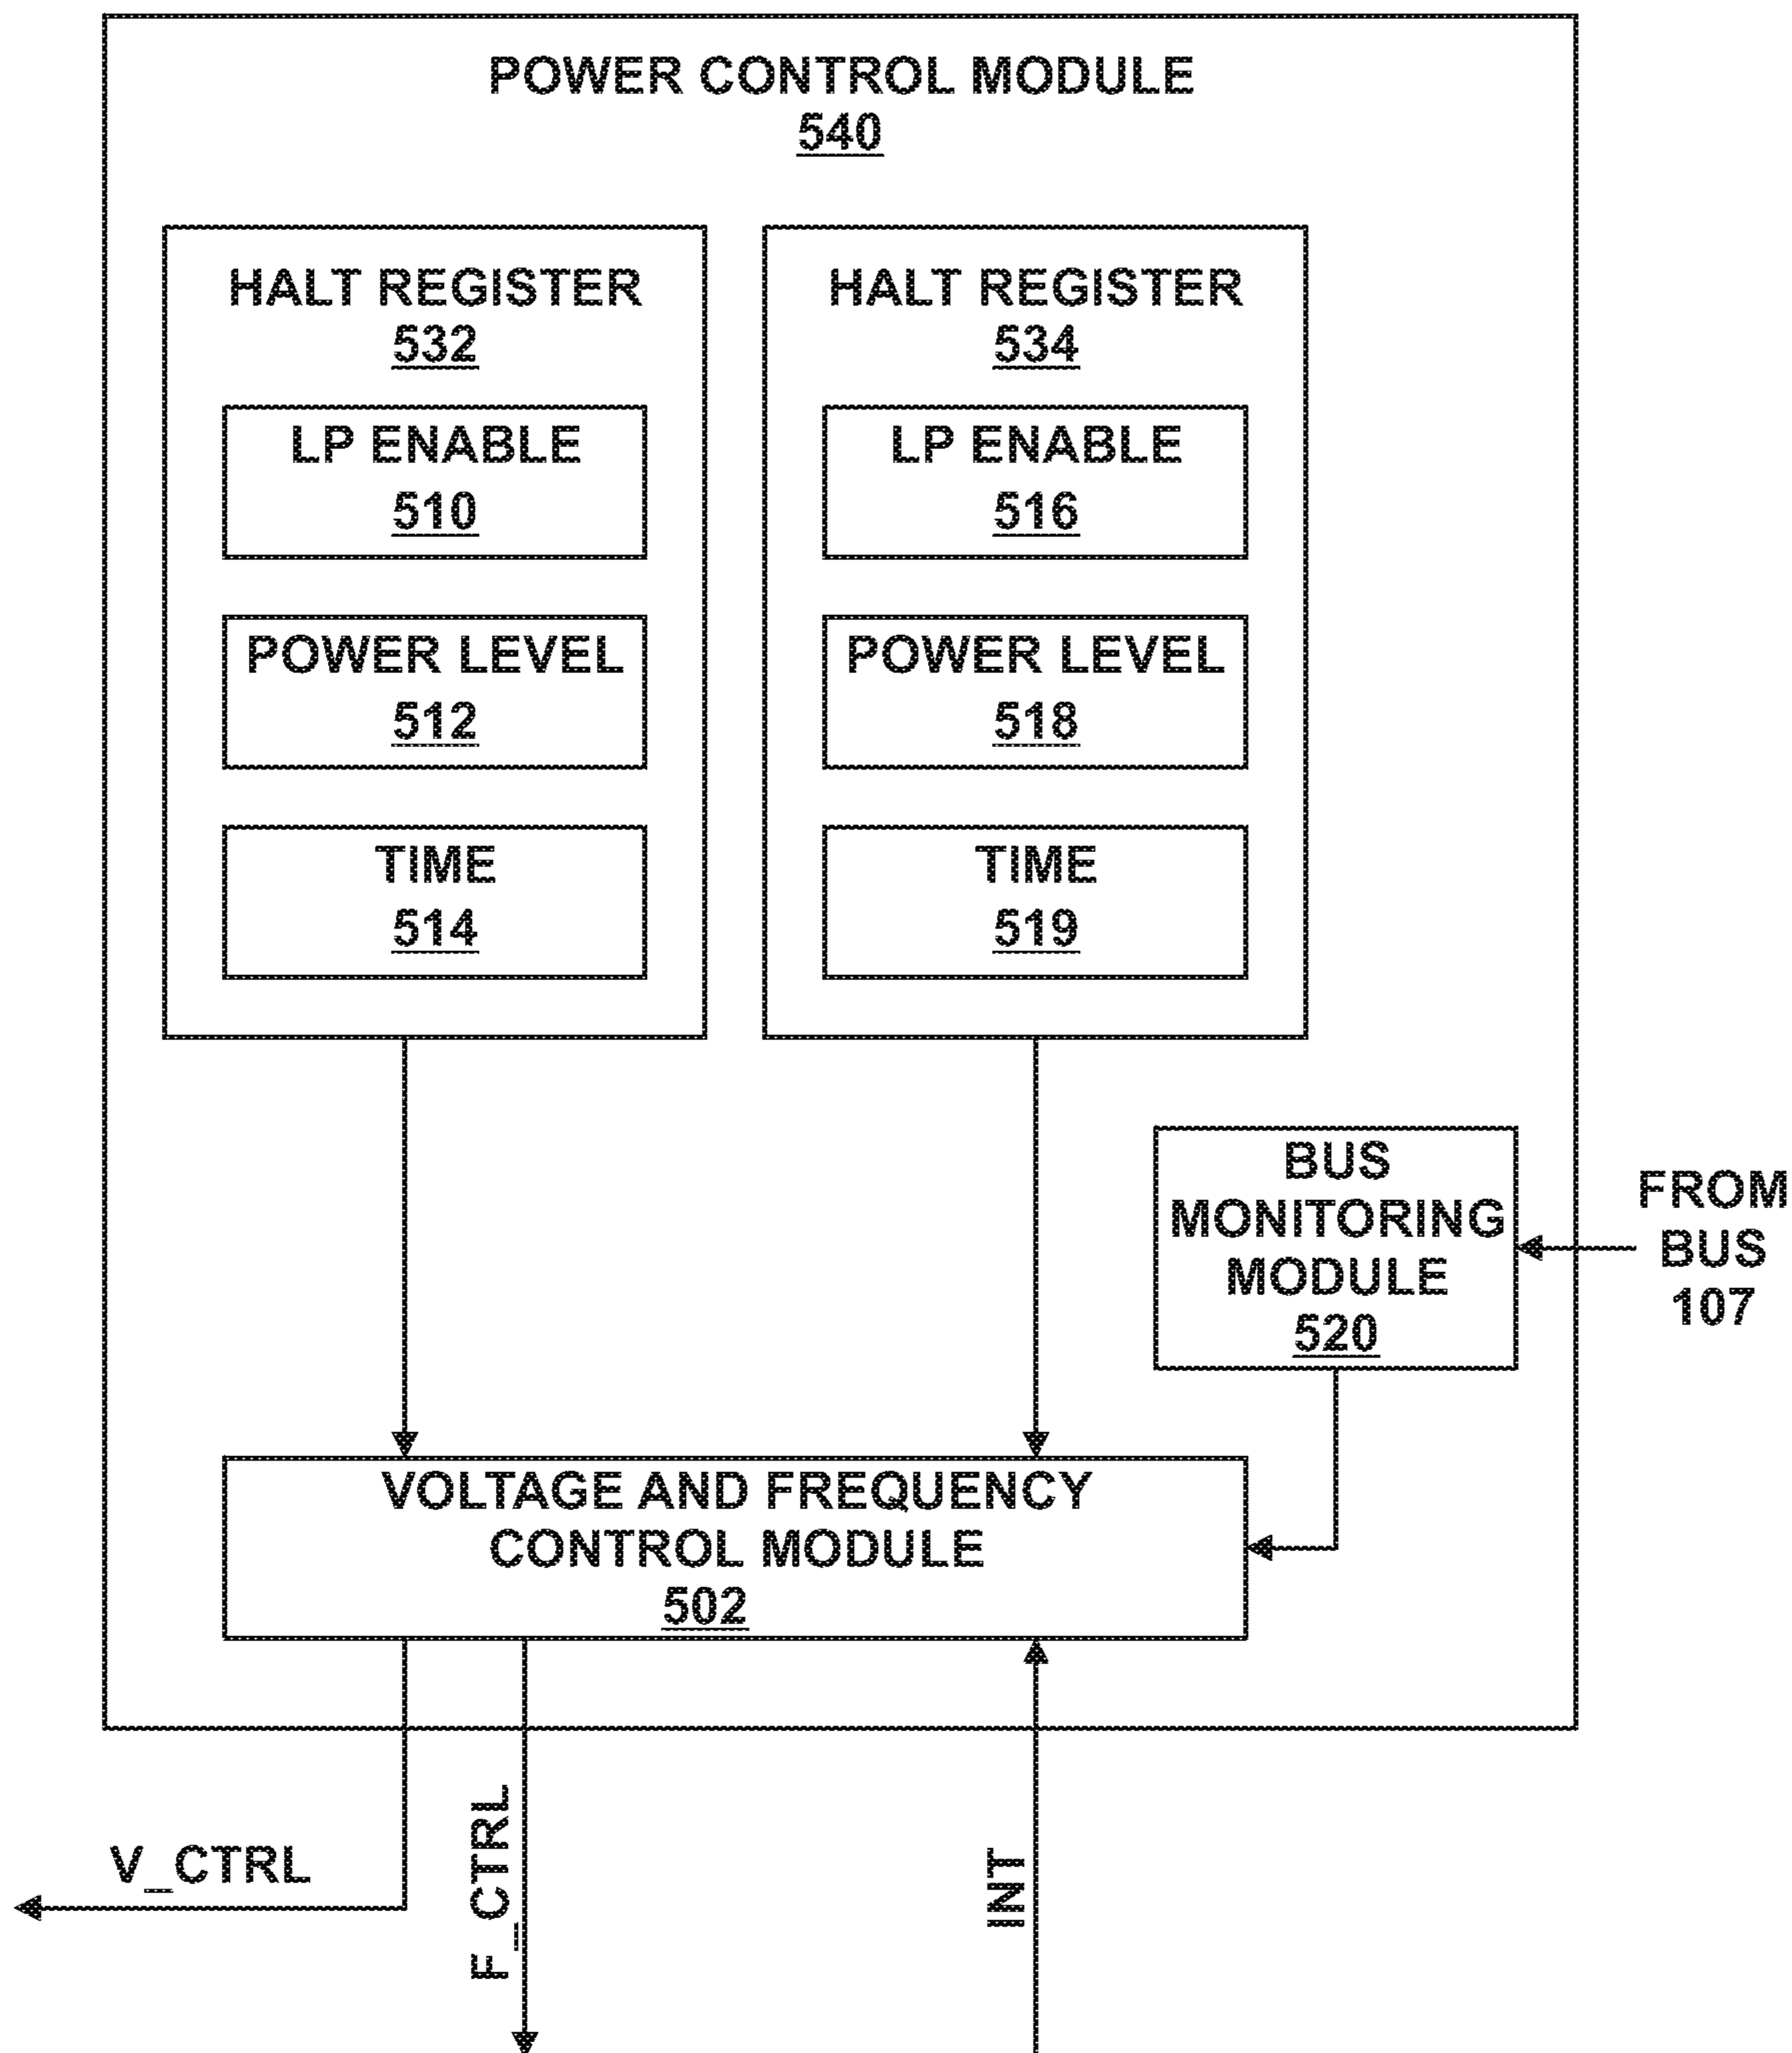 POWER CONTROL MODULE
540
HALT REGISTER
532
LP ENABLE
510
POWER LEVEL
512
TIME
514
HALT REGISTER
534
LP ENABLE
516
POWER LEVEL
518
TIME
519
BUS
MONITORING
MODULE
520
FROM
BUS
107
VOLTAGE AND FREQUENCY
CONTROL MODULE
502
V_CTRL
F_CTRL
INT